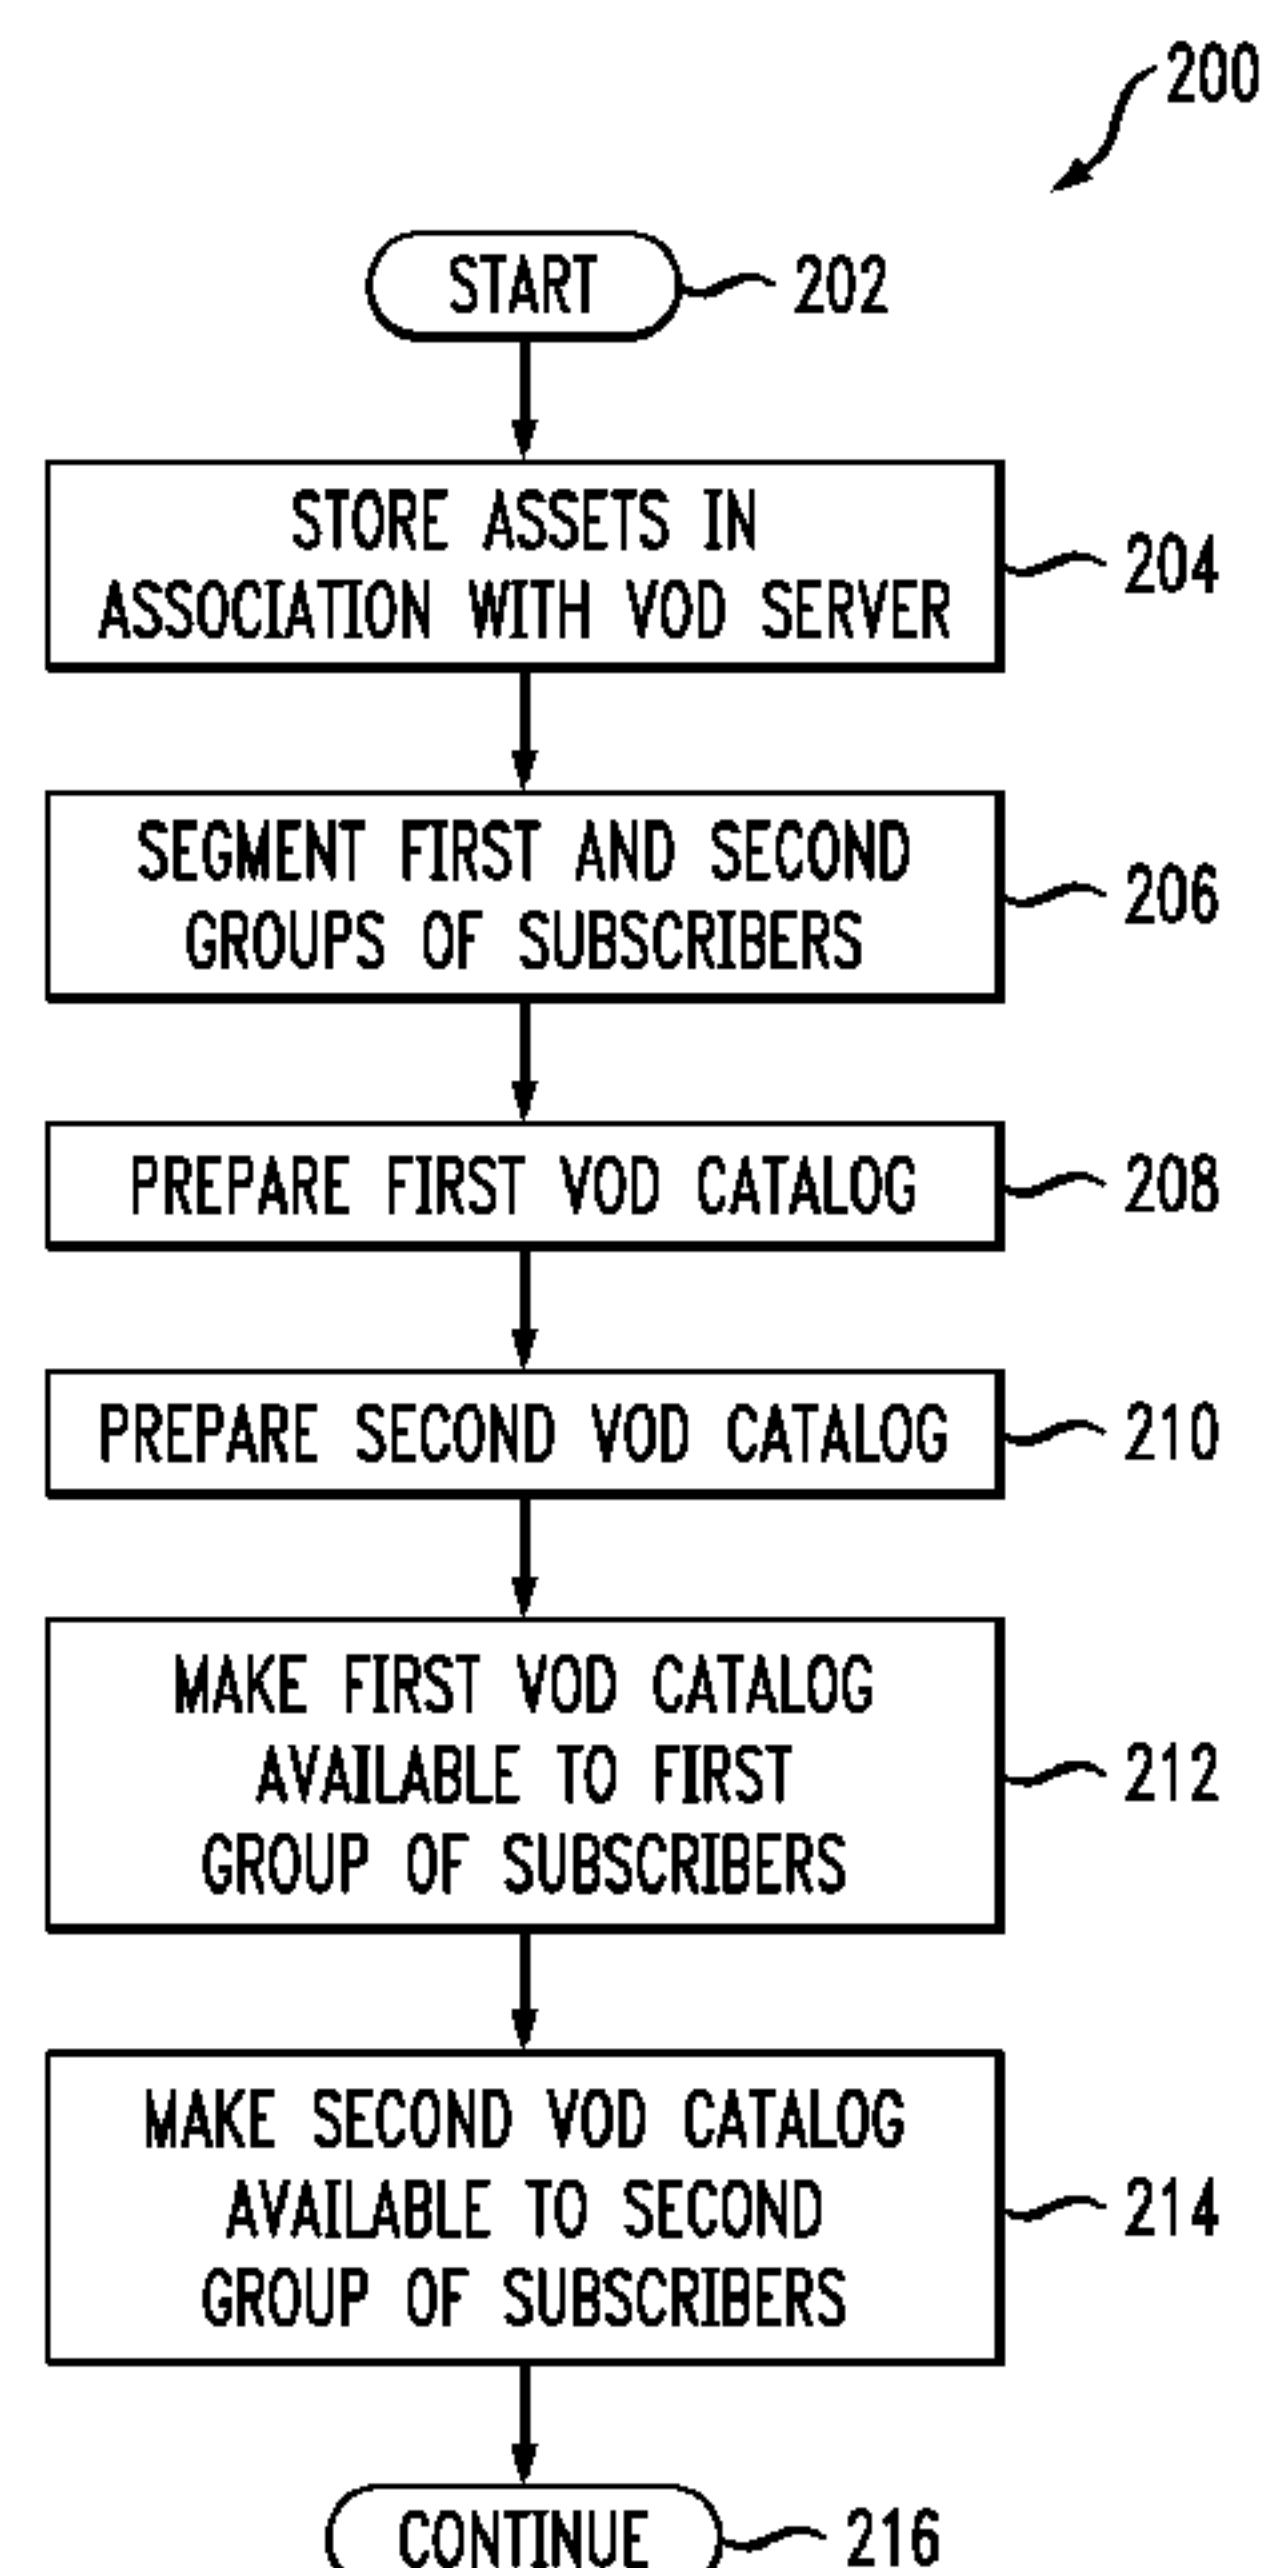 200
START
202
STORE ASSETS IN
ASSOCIATION WITH VOD SERVER
204
SEGMENT FIRST AND SECOND
GROUPS OF SUBSCRIBERS
206
PREPARE FIRST VOD CATALOG
208
PREPARE SECOND VOD CATALOG
210
MAKE FIRST VOD CATALOG
AVAILABLE TO FIRST
GROUP OF SUBSCRIBERS
212
MAKE SECOND VOD CATALOG
AVAILABLE TO SECOND
GROUP OF SUBSCRIBERS
214
CONTINUE
216